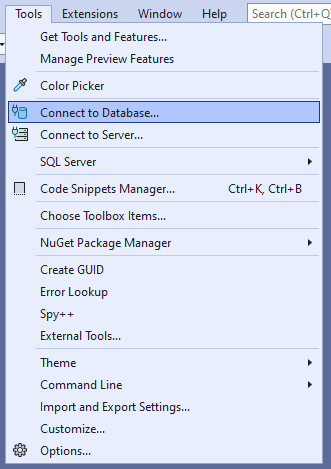 Tools Extensions Window Help Search (Ctrl+Q
Get Tools and Features...
Manage Preview Features
Color Picker
Connect to Database...
Connect to Server...
SQL Server
Code Snippets Manager... Ctrl+K, Ctrl+B
Choose Toolbox Items...
NuGet Package Manager
Create GUID
Error Lookup
Spy++
External Tools...
Theme
Command Line
Import and Export Settings...
Customize...
Options...